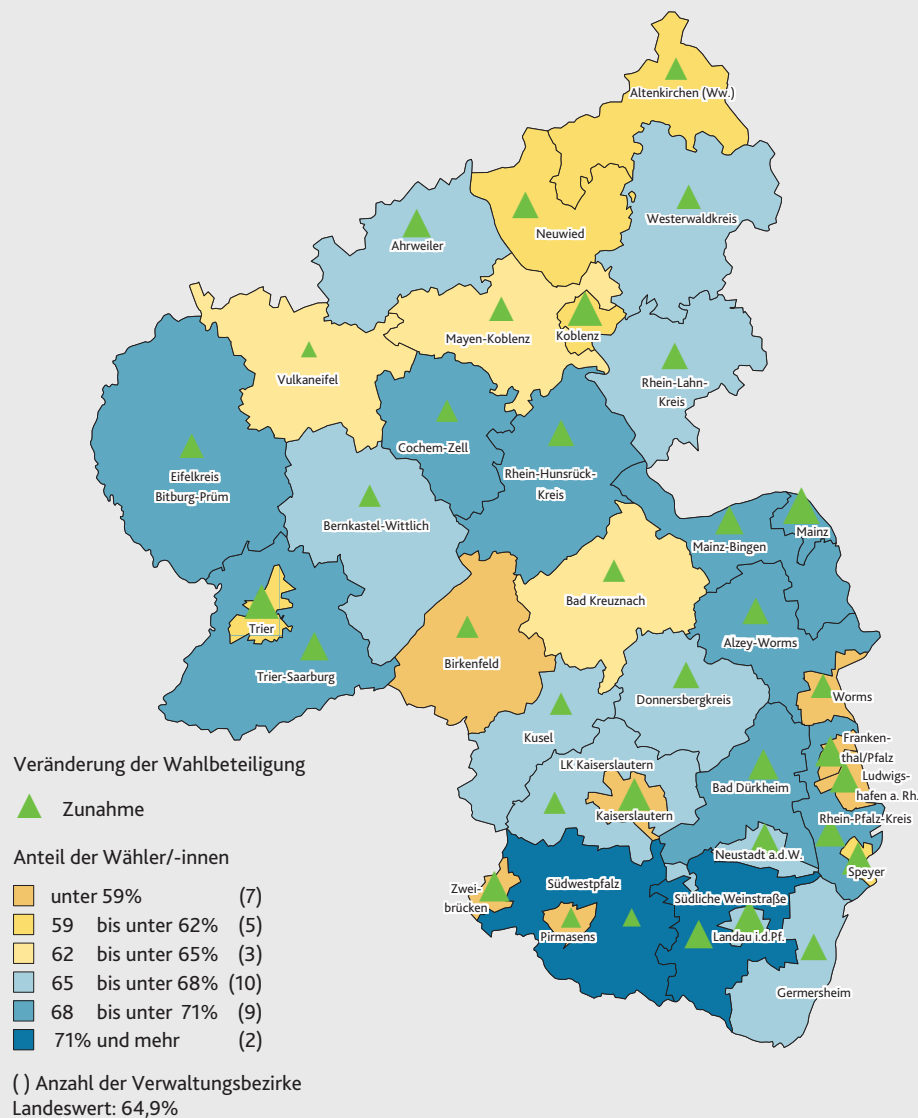 Altenkirchen (Ww.)
Westerwaldkreis
Neuwied
Ahrweiler
Koblenz
Mayen-Koblenz
Vulkaneifel
Rhein-Lahn-
Kreis
Cochem-Zell
Eifelkreis
Bitburg-Prüm
Rhein-Hunsrück-
Kreis
Bernkastel-Wittlich
Mainz
Mainz-Bingen
Bad Kreuznach
Trier
Alzey-Worms
Birkenfeld
Trier-Saarburg
Donnersbergkreis
Worms
Kusel
Franken-
thal/Pfalz
LK Kaiserslautern
Ludwigs-
hafen a. Rh.
Bad Dürkheim
Kaiserslautern
Rhein-Pfalz-Kreis
Neustadt a.d.W.
Speyer
Zwei-
brücken
Südwestpfalz
Südliche Weinstraße
Pirmasens
Landau i.d.Pf.
Germersheim
Veränderung der Wahlbeteiligung
Zunahme
Anteil der Wähler/-innen
unter 59% (7)
59 bis unter 62% (5)
62 bis unter 65% (3)
65 bis unter 68% (10)
68 bis unter 71% (9)
71% und mehr (2)
( ) Anzahl der Verwaltungsbezirke
Landeswert: 64,9%